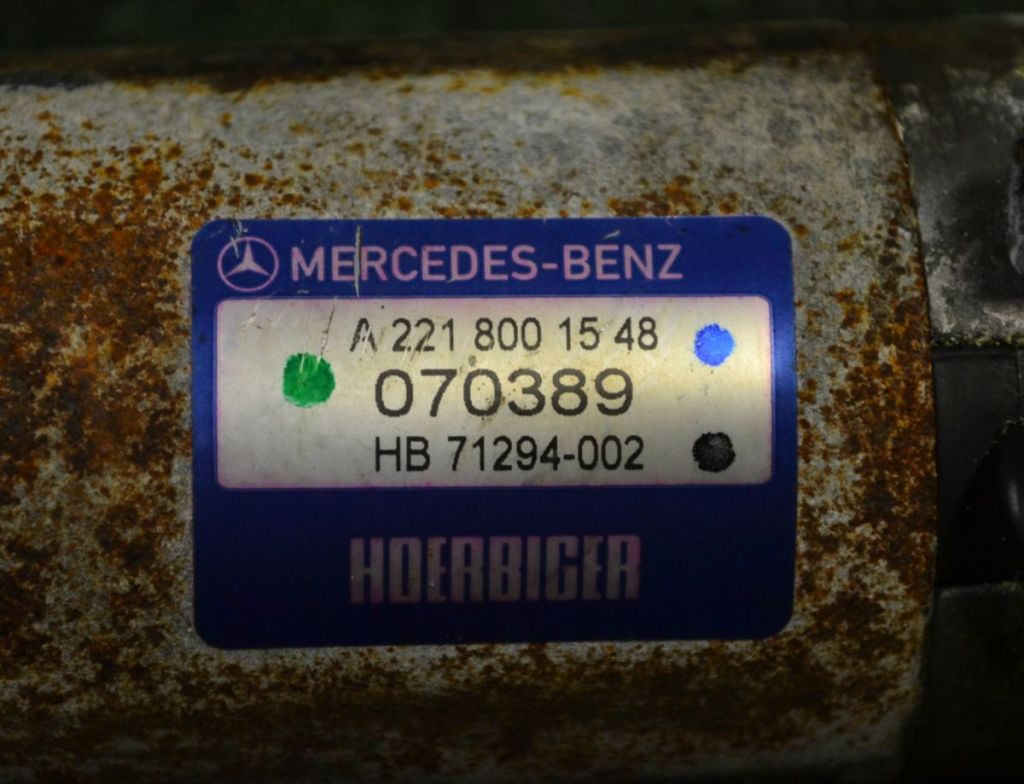 MERCEDES-BENZ
A 221 800 15 48
070389
HB 71294-002
HOERBIGER